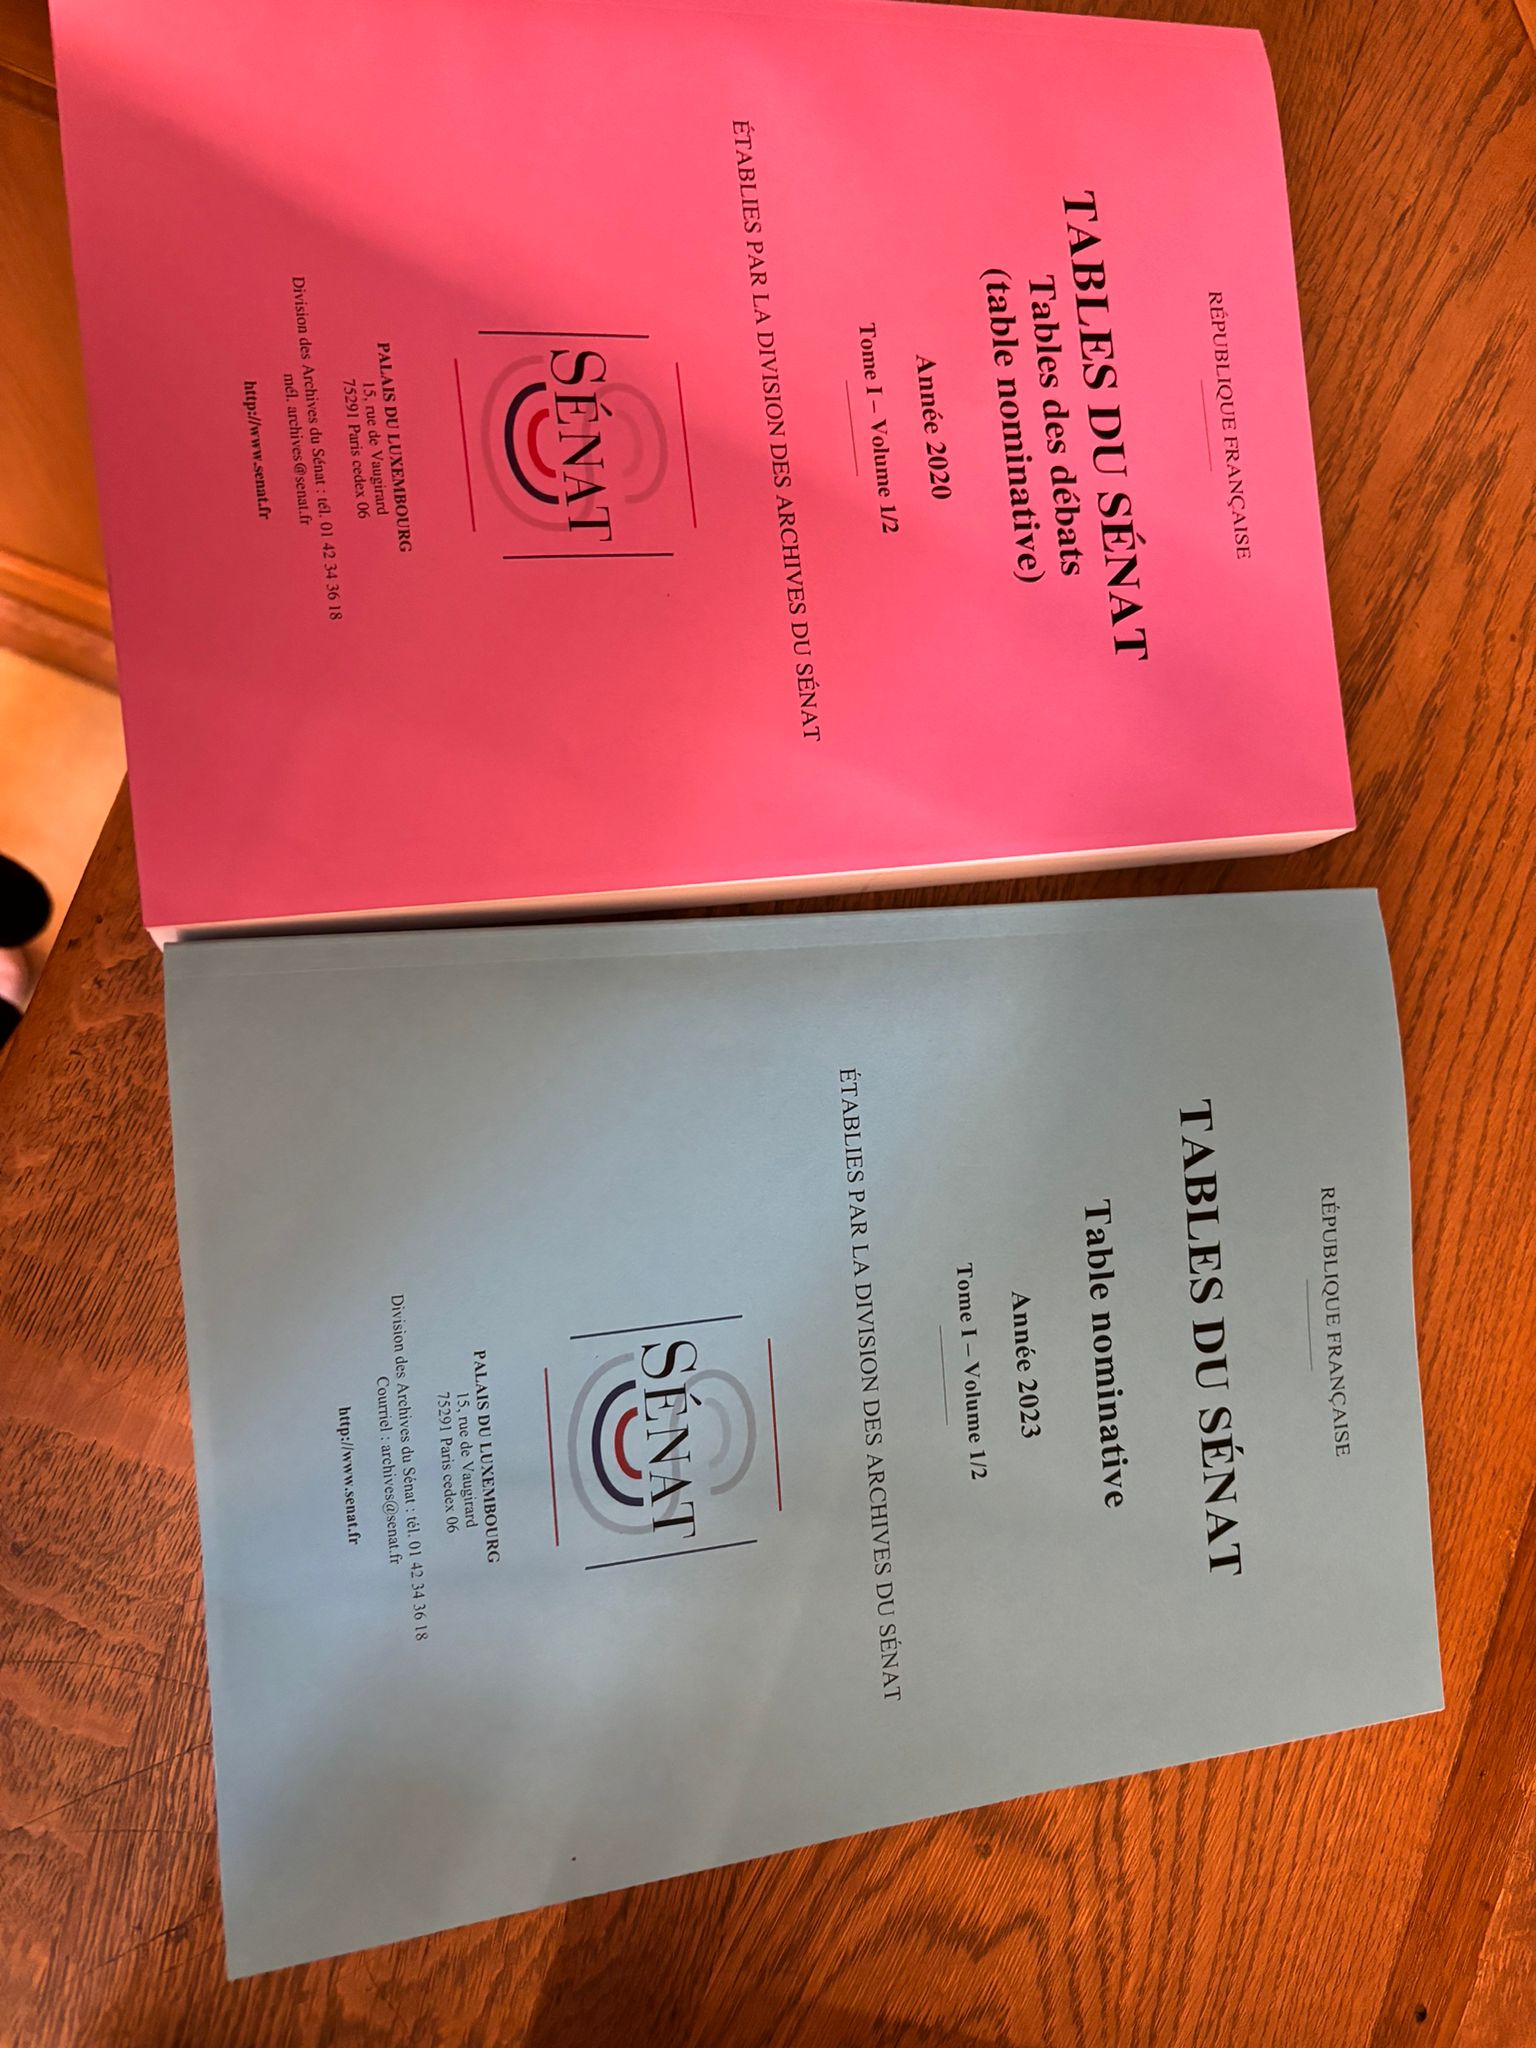 RÉPUBLIQUE FRANÇAISE
TABLES DU SÉNAT
Tables des débats
(table nominative)
Année 2020
Tome I – Volume 1/2
ÉTABLIES PAR LA DIVISION DES ARCHIVES DU SÉNAT
SÉNAT
PALAIS DU LUXEMBOURG
15, rue de Vaugirard
75291 Paris cedex 06
Division des Archives du Sénat : tél. 01 42 34 36 18
mél. archives@senat.fr
http://www.senat.fr
RÉPUBLIQUE FRANÇAISE
TABLES DU SÉNAT
Table nominative
Année 2023
Tome I – Volume 1/2
ÉTABLIES PAR LA DIVISION DES ARCHIVES DU SÉNAT
SÉNAT
PALAIS DU LUXEMBOURG
15, rue de Vaugirard
75291 Paris cedex 06
Division des Archives du Sénat : tél. 01 42 34 36 18
Courriel : archives@senat.fr
http://www.senat.fr